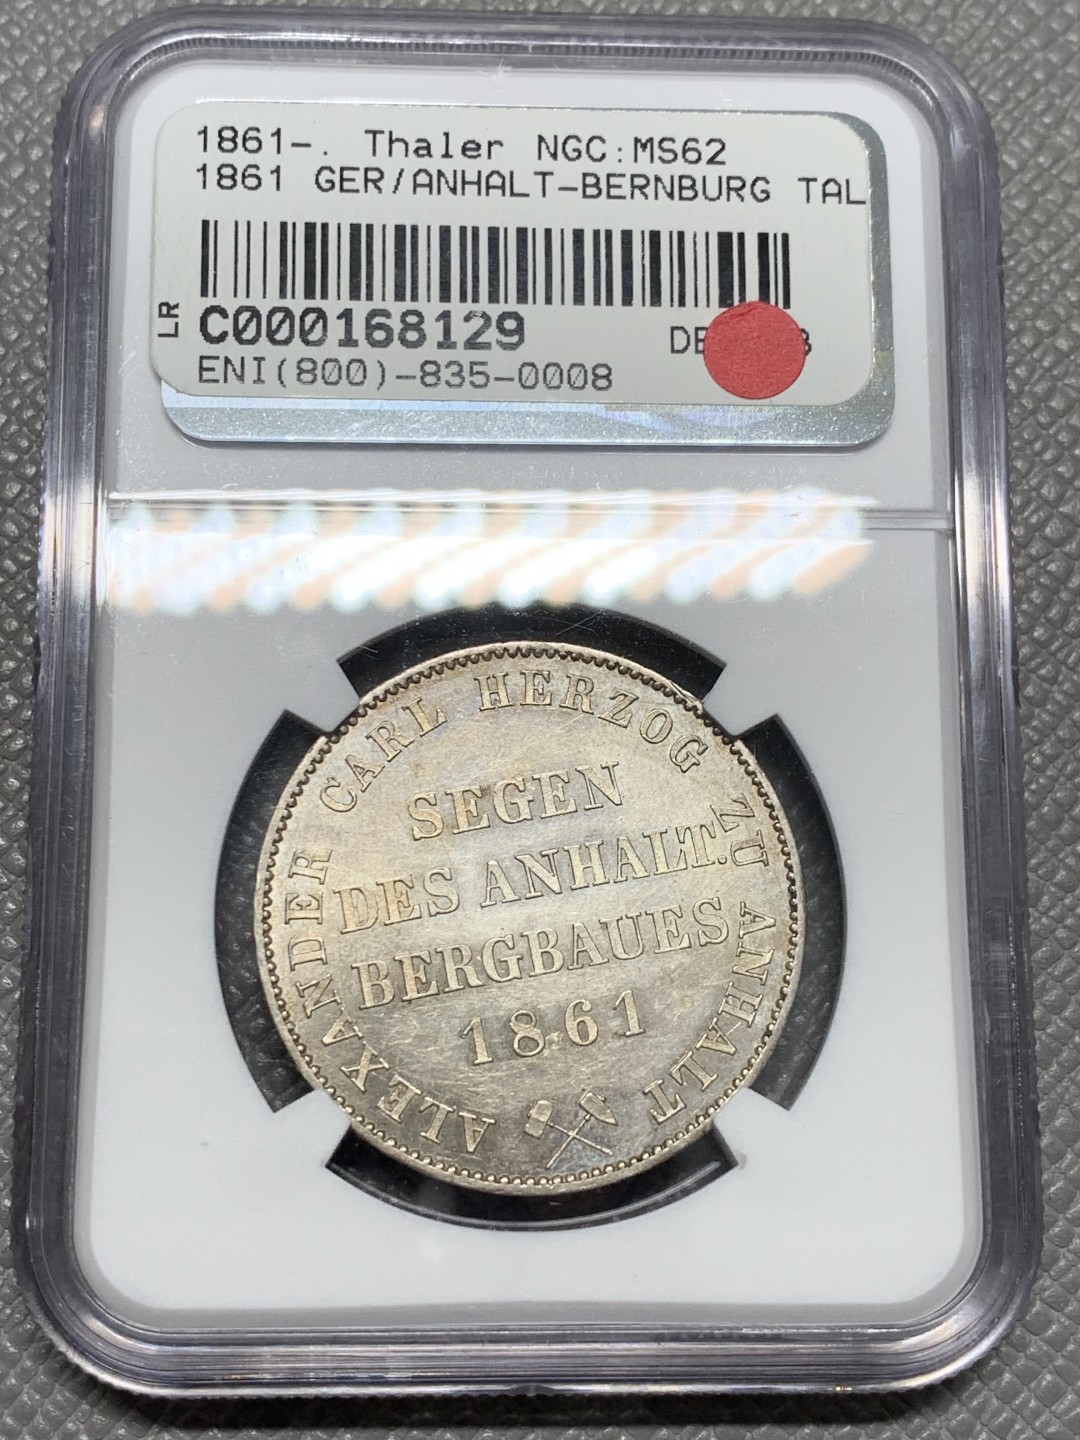 1861-. Thaler NGC:MS62
1861 GER/ANHALT-BERNBURG TAL
LR
C000168129
ENI(800)-835-0008
ALEXANDER CARL HERZOG ZU ANHALT
SEGEN
DES ANHALT.
BERGBAUES
1861